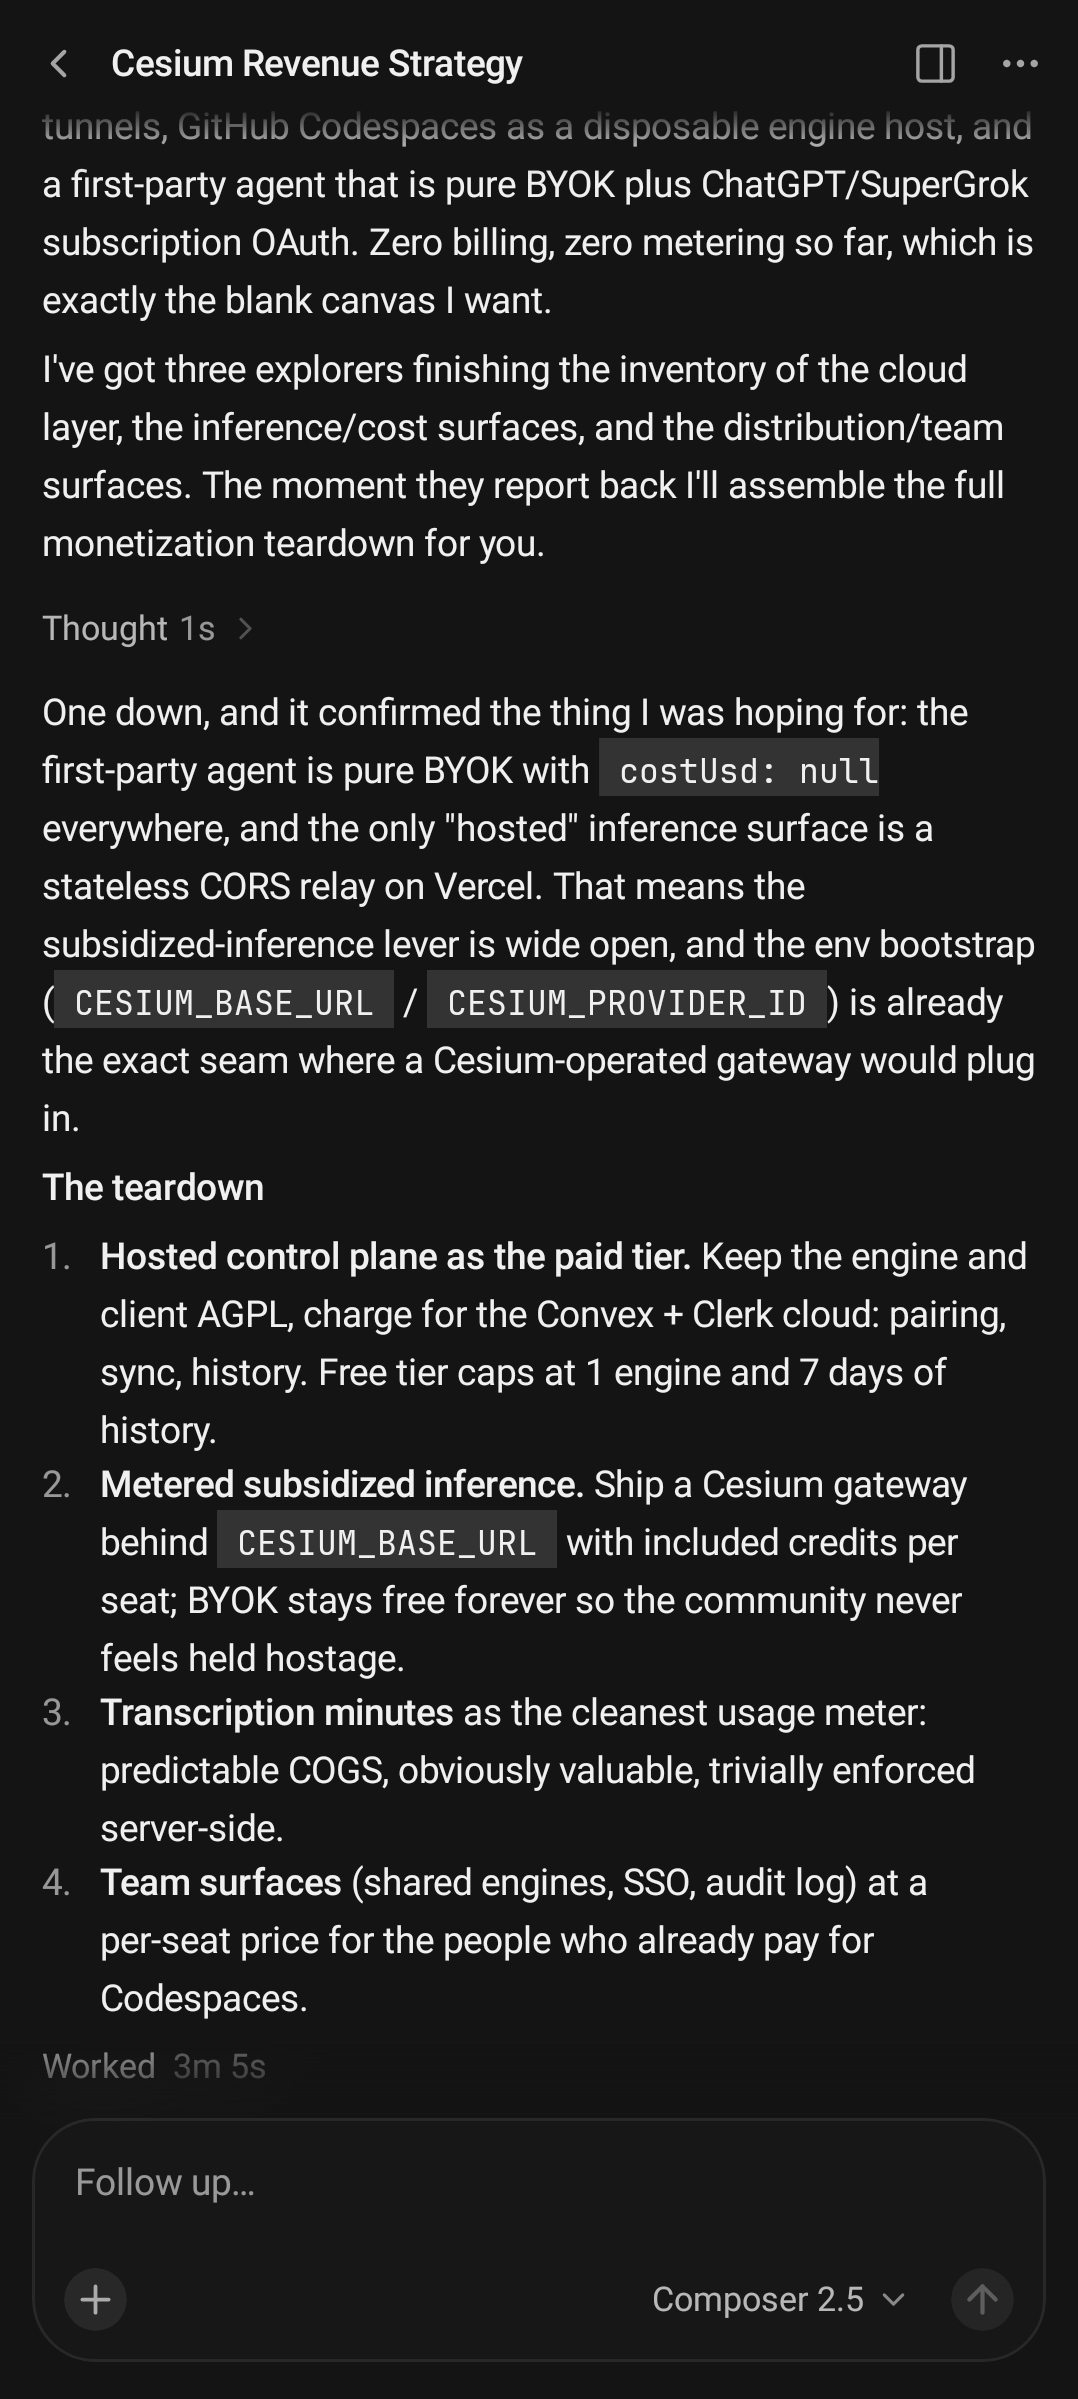 Cesium Revenue Strategy
tunnels, GitHub Codespaces as a disposable engine host, and
a first-party agent that is pure BYOK plus ChatGPT/SuperGrok
subscription OAuth. Zero billing, zero metering so far, which is
exactly the blank canvas I want.
I've got three explorers finishing the inventory of the cloud
layer, the inference/cost surfaces, and the distribution/team
surfaces. The moment they report back I'll assemble the full
monetization teardown for you.
Thought 1s
One down, and it confirmed the thing I was hoping for: the
first-party agent is pure BYOK with costUsd: null
everywhere, and the only "hosted" inference surface is a
stateless CORS relay on Vercel. That means the
subsidized-inference lever is wide open, and the env bootstrap
(CESIUM_BASE_URL / CESIUM_PROVIDER_ID) is already
the exact seam where a Cesium-operated gateway would plug
in.
The teardown
1. Hosted control plane as the paid tier. Keep the engine and
client AGPL, charge for the Convex + Clerk cloud: pairing,
sync, history. Free tier caps at 1 engine and 7 days of
history.
2. Metered subsidized inference. Ship a Cesium gateway
behind CESIUM_BASE_URL with included credits per
seat; BYOK stays free forever so the community never
feels held hostage.
3. Transcription minutes as the cleanest usage meter:
predictable COGS, obviously valuable, trivially enforced
server-side.
4. Team surfaces (shared engines, SSO, audit log) at a
per-seat price for the people who already pay for
Codespaces.
Worked 3m 5s
Follow up...
Composer 2.5